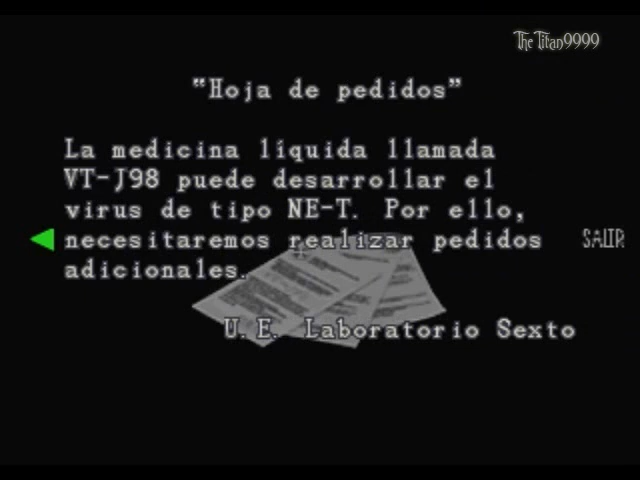 The Titan9999
"Hoja de pedidos"
La medicina líquida llamada
VT-J98 puede desarrollar el
virus de tipo NE-T. Por ello,
necesitaremos realizar pedidos
adicionales.
SALIR
U. E. Laboratorio Sexto